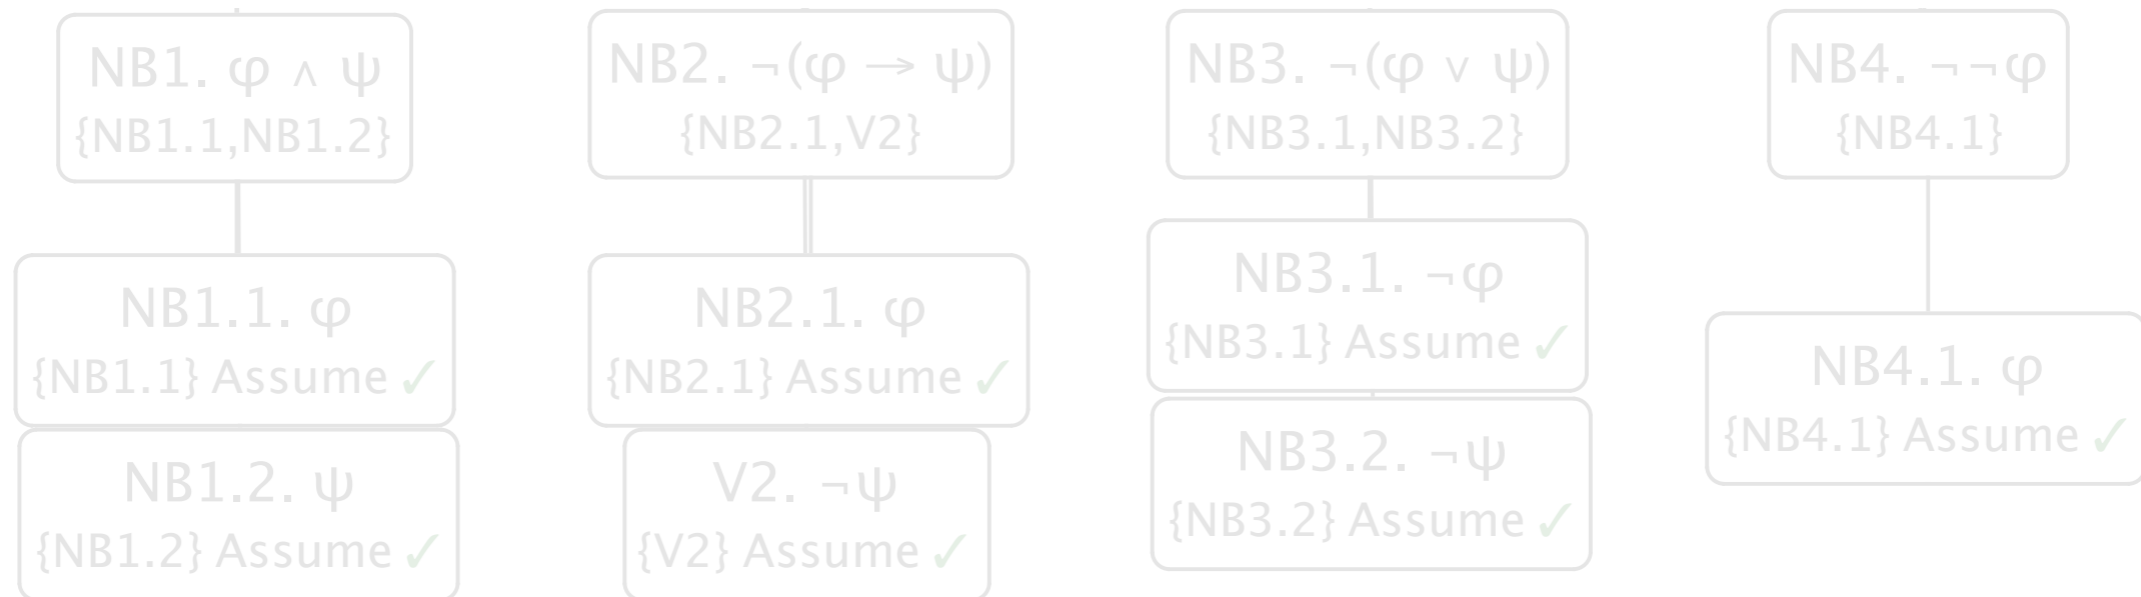 NB1. φ ∧ ψ
{NB1.1,NB1.2}
NB1.1. φ
{NB1.1} Assume ✓
NB1.2. ψ
{NB1.2} Assume ✓
NB2. ¬(φ → ψ)
{NB2.1,V2}
NB2.1. φ
{NB2.1} Assume ✓
V2. ¬ψ
{V2} Assume ✓
NB3. ¬(φ ∨ ψ)
{NB3.1,NB3.2}
NB3.1. ¬φ
{NB3.1} Assume ✓
NB3.2. ¬ψ
{NB3.2} Assume ✓
NB4. ¬¬φ
{NB4.1}
NB4.1. φ
{NB4.1} Assume ✓